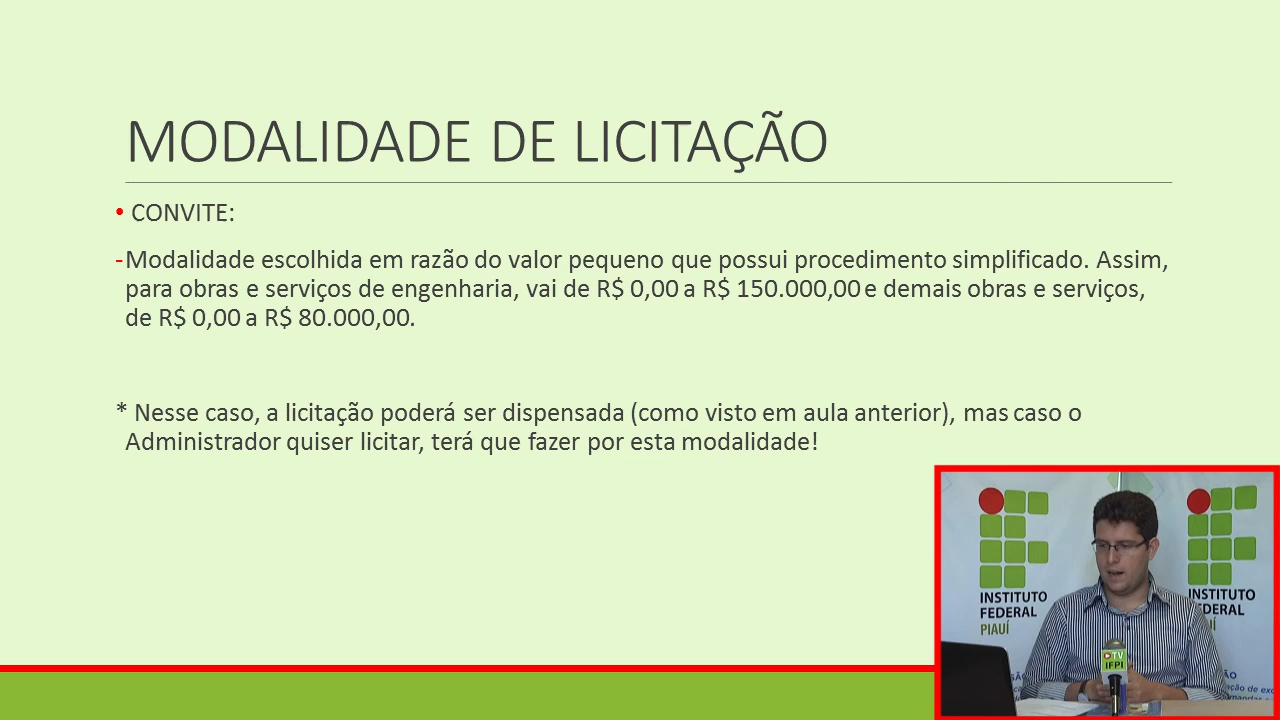 MODALIDADE DE LICITAÇÃO
• CONVITE:
-Modalidade escolhida em razão do valor pequeno que possui procedimento simplificado. Assim,
para obras e serviços de engenharia, vai de R$ 0,00 a R$ 150.000,00 e demais obras e serviços,
de R$ 0,00 a R$ 80.000,00.
* Nesse caso, a licitação poderá ser dispensada (como visto em aula anterior), mas caso o
Administrador quiser licitar, terá que fazer por esta modalidade!
INSTITUTO
FEDERAL
PIAUÍ
INSTITUTO
FEDERAL
TV
IFPI